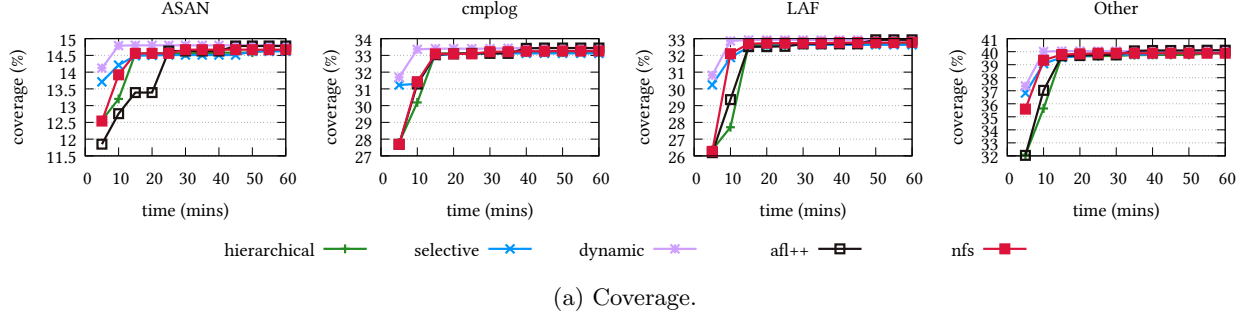 ASAN
coverage (%)
15
14.5
14
13.5
13
12.5
12
11.5
0 10 20 30 40 50 60
time (mins)
cmplog
coverage (%)
34
33
32
31
30
29
28
27
0 10 20 30 40 50 60
time (mins)
LAF
coverage (%)
33
32
31
30
29
28
27
26
0 10 20 30 40 50 60
time (mins)
Other
coverage (%)
41
40
39
38
37
36
35
34
33
32
0 10 20 30 40 50 60
time (mins)
hierarchical selective dynamic afl++ nfs
(a) Coverage.